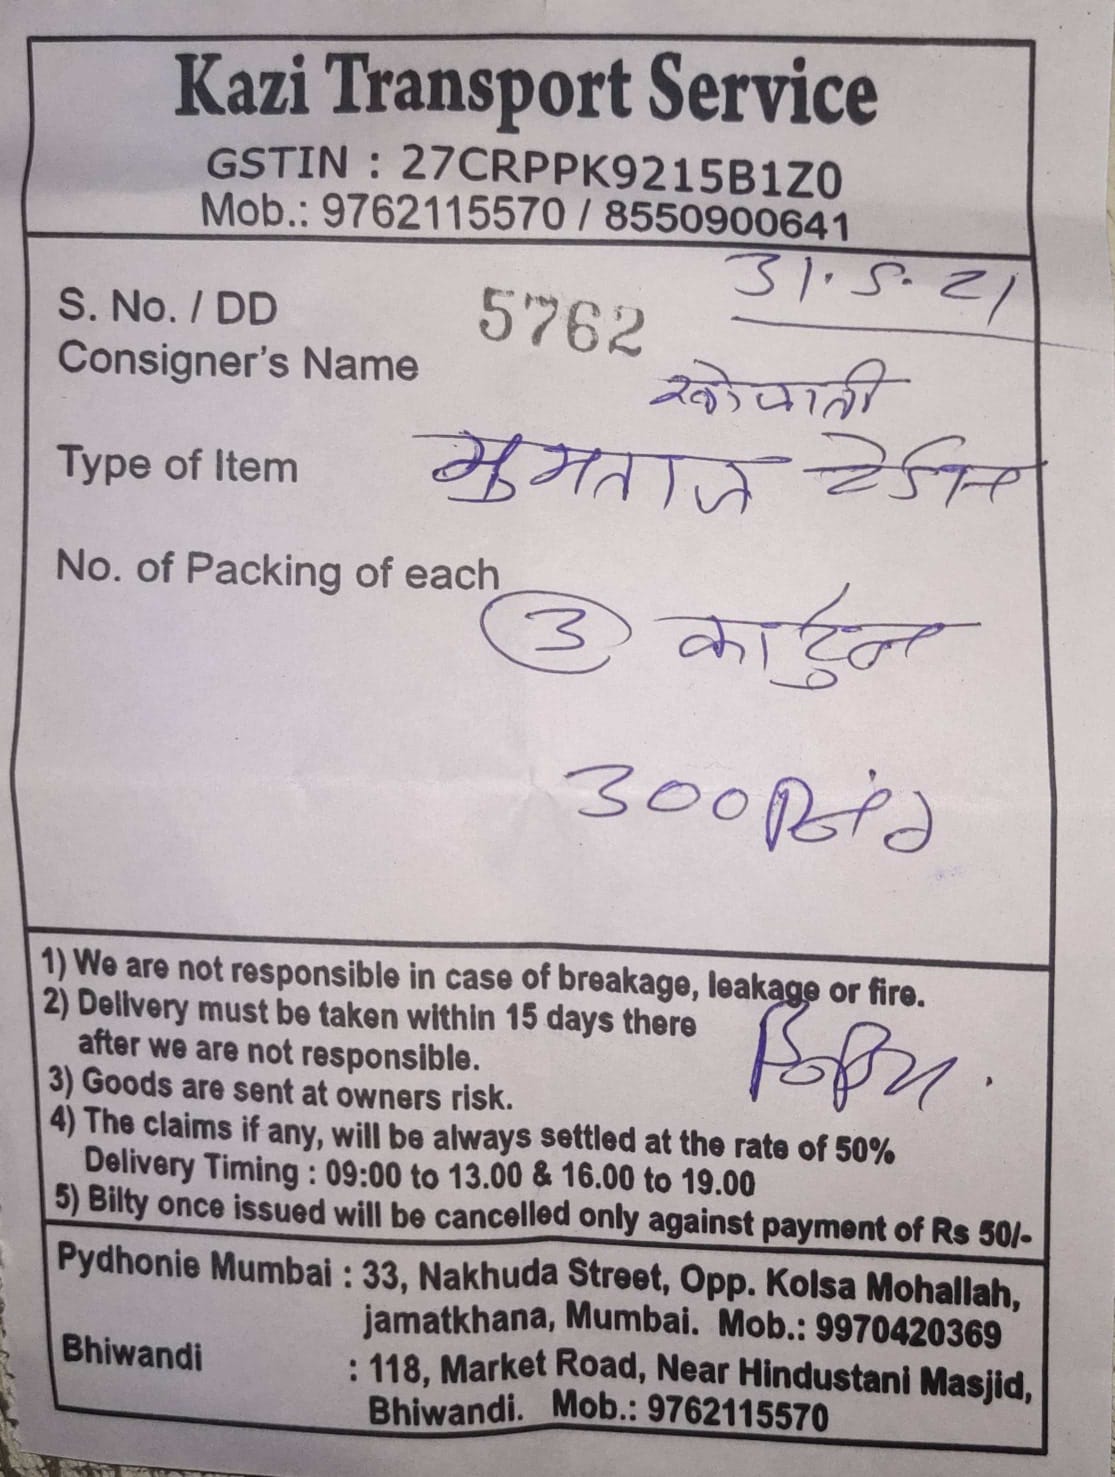 Kazi Transport Service
GSTIN : 27CRPPK9215B1Z0
Mob.: 9762115570 / 8550900641
31.5.21
S. No. / DD 5762
Consigner's Name
Type of Item मुमताज
No. of Packing of each
3 कार्टुन
300
1) We are not responsible in case of breakage, leakage or fire.
2) Delivery must be taken within 15 days there
after we are not responsible.
3) Goods are sent at owners risk.
4) The claims if any, will be always settled at the rate of 50%
Delivery Timing : 09:00 to 13.00 & 16.00 to 19.00
5) Bilty once issued will be cancelled only against payment of Rs 50/-
Pydhonie Mumbai : 33, Nakhuda Street, Opp. Kolsa Mohallah,
jamatkhana, Mumbai. Mob.: 9970420369
Bhiwandi : 118, Market Road, Near Hindustani Masjid,
Bhiwandi. Mob.: 9762115570